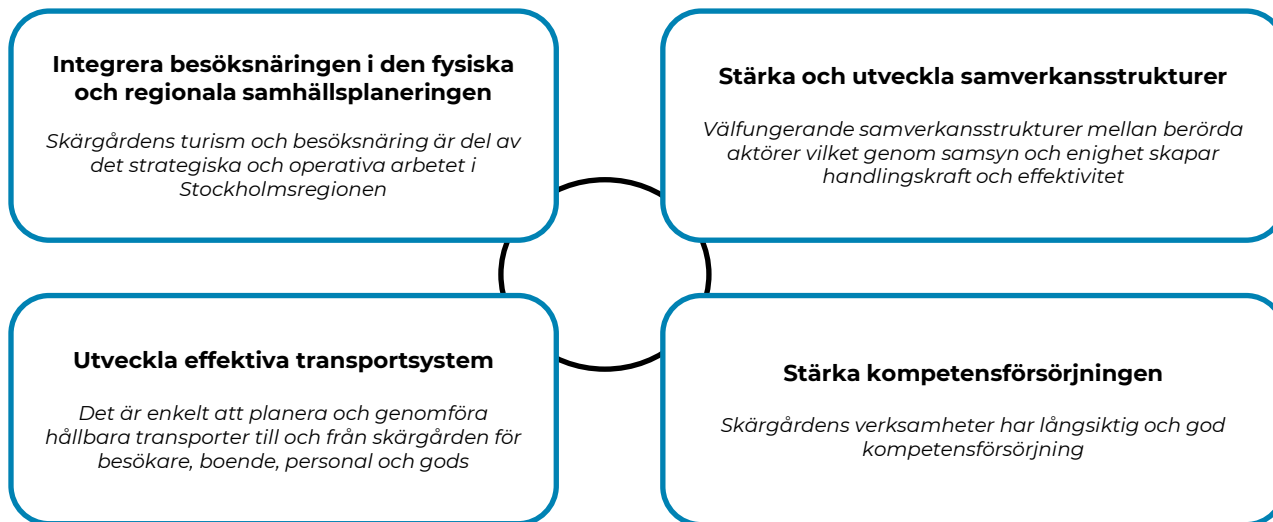 Integrera besöksnäringen i den fysiska
och regionala samhällsplaneringen
Skärgårdens turism och besöksnäring är del av
det strategiska och operativa arbetet i
Stockholmsregionen
Stärka och utveckla samverkansstrukturer
Välfungerande samverkansstrukturer mellan berörda
aktörer vilket genom samsyn och enighet skapar
handlingskraft och effektivitet
Utveckla effektiva transportsystem
Det är enkelt att planera och genomföra
hållbara transporter till och från skärgården för
besökare, boende, personal och gods
Stärka kompetensförsörjningen
Skärgårdens verksamheter har långsiktig och god
kompetensförsörjning